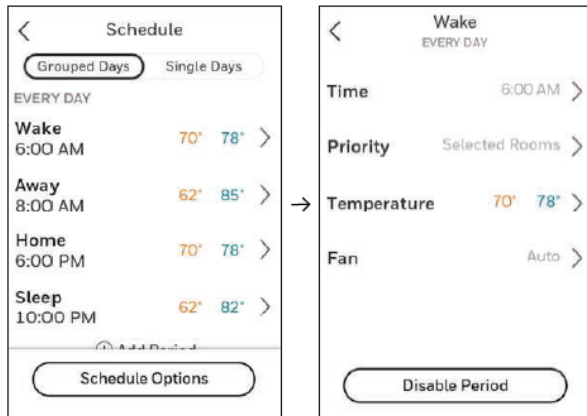 Schedule
Grouped Days Single Days
EVERY DAY
Wake
6:00 AM 70° 78°
Away
8:00 AM 62° 85°
Home
6:00 PM 70° 78°
Sleep
10:00 PM 62° 82°
Add Period
Schedule Options
Wake
EVERY DAY
Time 6:00 AM
Priority Selected Rooms
Temperature 70° 78°
Fan Auto
Disable Period